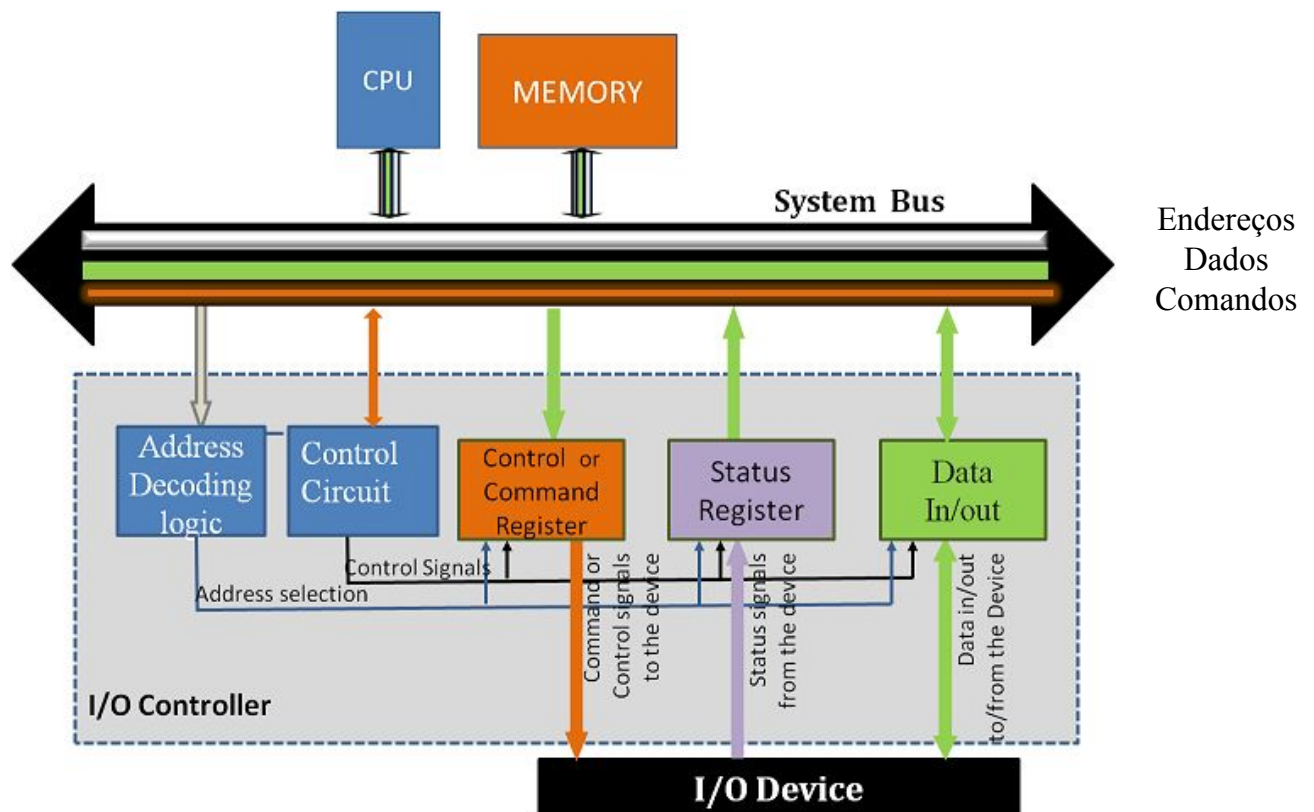 CPU
MEMORY
System Bus
Endereços
Dados
Comandos
Address
Decoding
logic
Control
Circuit
Control or
Command
Register
Status
Register
Data
In/out
Control Signals
Address selection
Command or
Control signals
to the device
Status signals
from the device
Data in/out
to/from the Device
I/O Controller
I/O Device